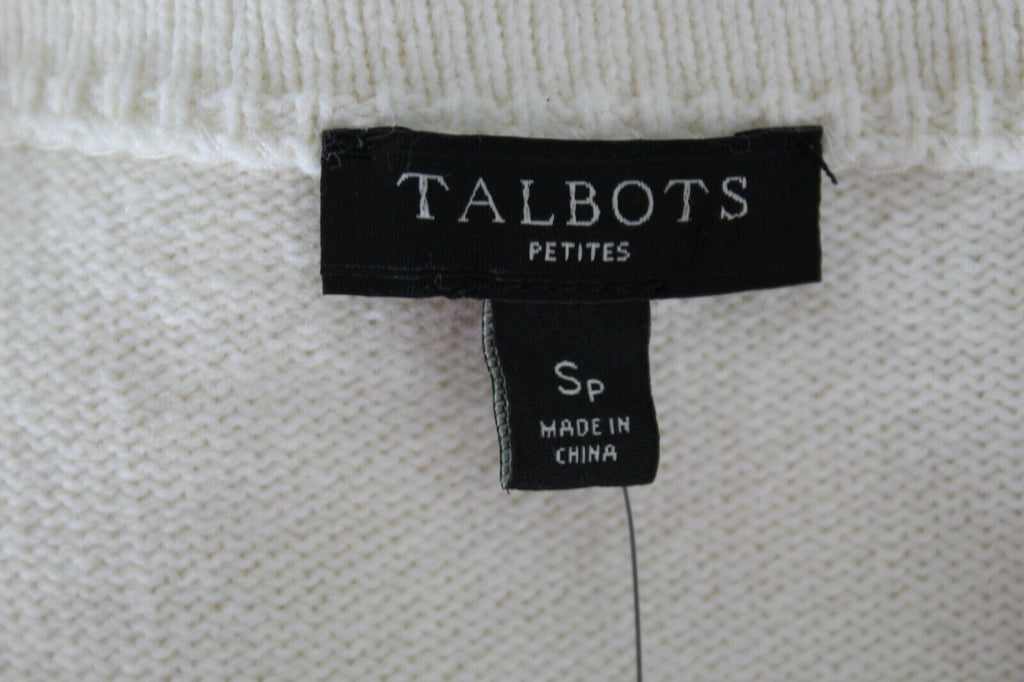 TALBOTS
PETITES
SP
MADE IN
CHINA